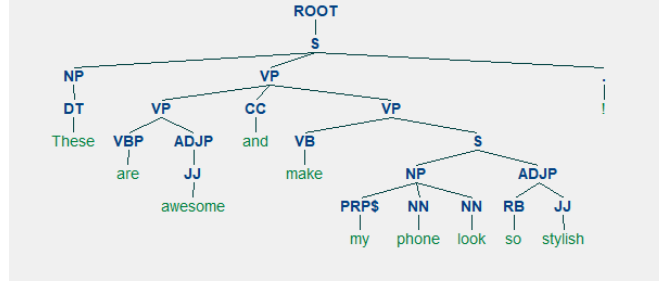 ROOT
S
NP VP .
DT VP CC VP !
These VBP ADJP and VB S
are JJ make NP ADJP
awesome PRP$ NN NN RB JJ
my phone look so stylish